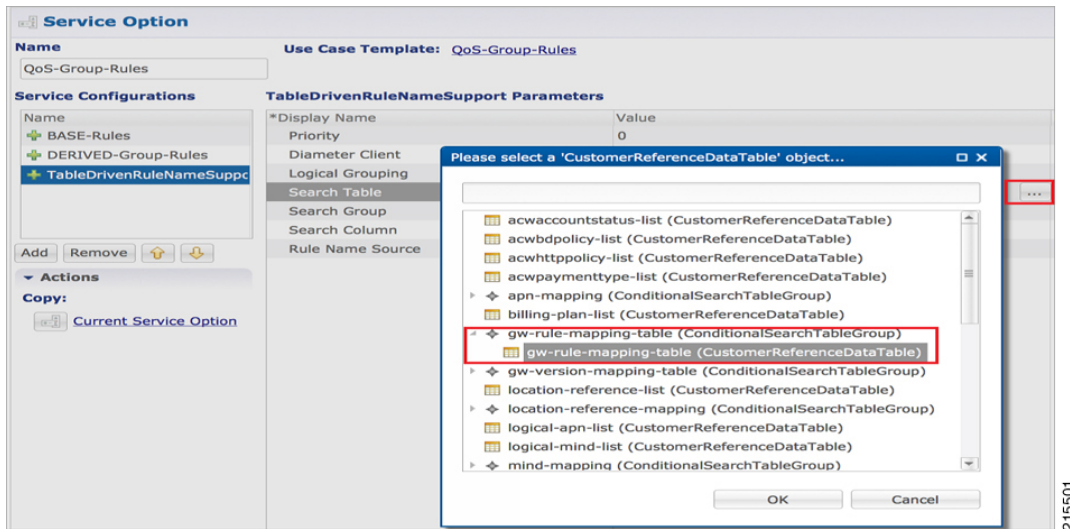 Service Option
Name
Use Case Template: QoS-Group-Rules
QoS-Group-Rules
Service Configurations
TableDrivenRuleNameSupport Parameters
Name
BASE-Rules
DERIVED-Group-Rules
TableDrivenRuleNameSuppo
*Display Name Value
Priority 0
Diameter Client
Logical Grouping
Search Table
...
Search Group
Search Column
Rule Name Source
Add Remove
Actions
Copy:
Current Service Option
Please select a 'CustomerReferenceDataTable' object...
acwaccountstatus-list (CustomerReferenceDataTable)
acwbdpolicy-list (CustomerReferenceDataTable)
acwhttppolicy-list (CustomerReferenceDataTable)
acwpaymenttype-list (CustomerReferenceDataTable)
apn-mapping (ConditionalSearchTableGroup)
billing-plan-list (CustomerReferenceDataTable)
gw-rule-mapping-table (ConditionalSearchTableGroup)
gw-rule-mapping-table (CustomerReferenceDataTable)
gw-version-mapping-table (ConditionalSearchTableGroup)
location-reference-list (CustomerReferenceDataTable)
location-reference-mapping (ConditionalSearchTableGroup)
logical-apn-list (CustomerReferenceDataTable)
logical-mind-list (CustomerReferenceDataTable)
mind-mapping (ConditionalSearchTableGroup)
OK Cancel